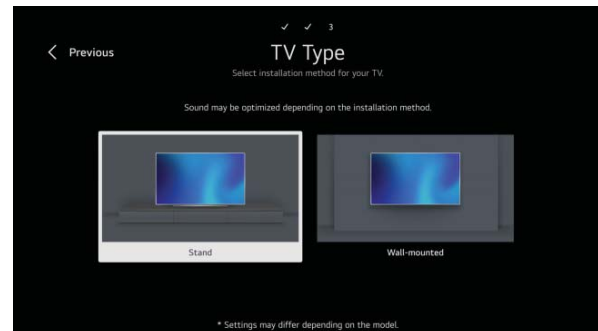 ✓ ✓ 3
Previous
TV Type
Select installation method for your TV.
Sound may be optimized depending on the installation method.
Stand
Wall-mounted
* Settings may differ depending on the model.